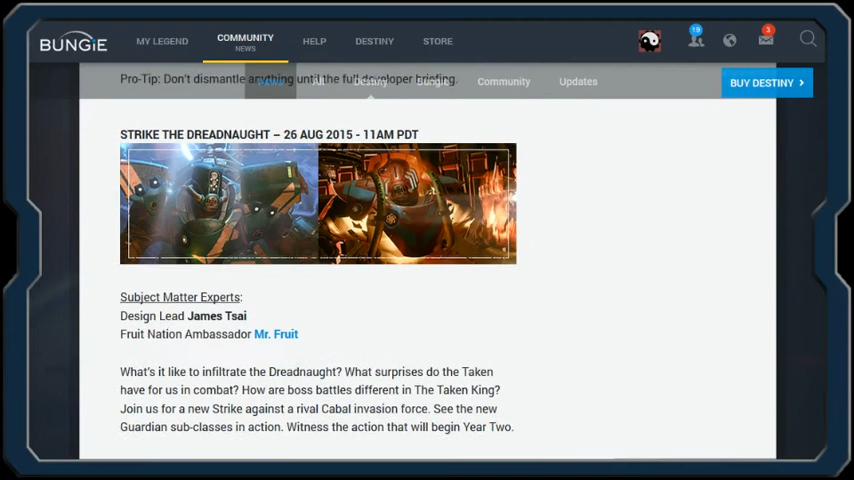 BUNGiE
MY LEGEND
COMMUNITY
NEWS
HELP
DESTINY
STORE
19
3
Pro-Tip: Don't dismantle anything until the full developer briefing.
All
Destiny
Bungie
Community
Updates
BUY DESTINY
STRIKE THE DREADNAUGHT – 26 AUG 2015 - 11AM PDT
Subject Matter Experts:
Design Lead James Tsai
Fruit Nation Ambassador Mr. Fruit
What's it like to infiltrate the Dreadnaught? What surprises do the Taken
have for us in combat? How are boss battles different in The Taken King?
Join us for a new Strike against a rival Cabal invasion force. See the new
Guardian sub-classes in action. Witness the action that will begin Year Two.